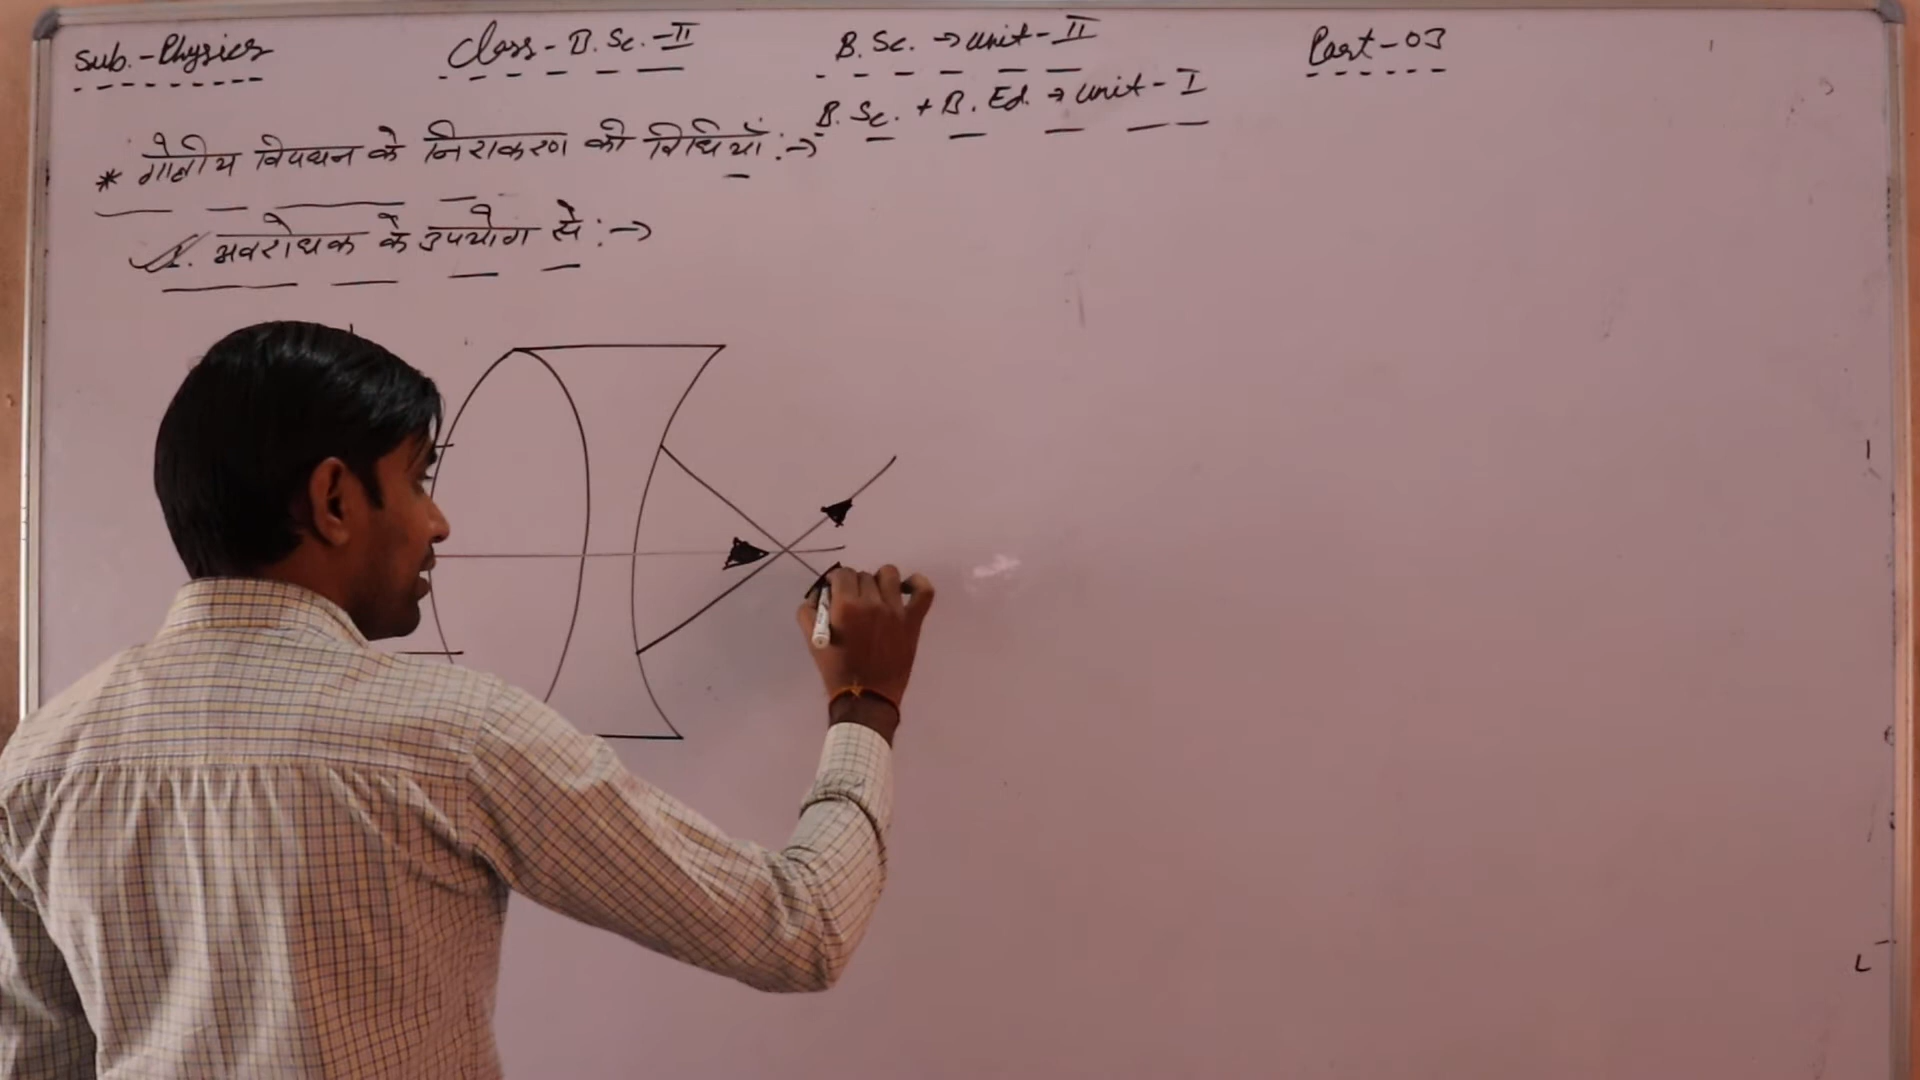 Sub.-Physics Class-B.Sc.-II B.Sc. → unit-II Part-03
B.Sc. + B.Ed. → unit-I
* गोलीय विपथन के निराकरण की विधियां :→
1. अवरोधक के उपयोग से :→